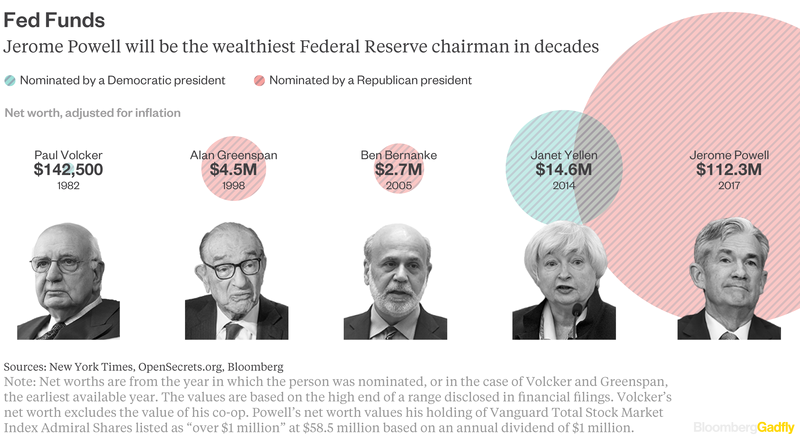 Fed Funds
Jerome Powell will be the wealthiest Federal Reserve chairman in decades
Nominated by a Democratic president
Nominated by a Republican president
Net worth, adjusted for inflation
Paul Volcker
$142,500
1982
Alan Greenspan
$4.5M
1998
Ben Bernanke
$2.7M
2005
Janet Yellen
$14.6M
2014
Jerome Powell
$112.3M
2017
Sources: New York Times, OpenSecrets.org, Bloomberg
Note: Net worths are from the year in which the person was nominated, or in the case of Volcker and Greenspan,
the earliest available year. The values are based on the high end of a range disclosed in financial filings. Volcker's
net worth excludes the value of his co-op. Powell's net worth values his holding of Vanguard Total Stock Market
Index Admiral Shares listed as “over $1 million” at $58.5 million based on an annual dividend of $1 million.
BloombergGadfly